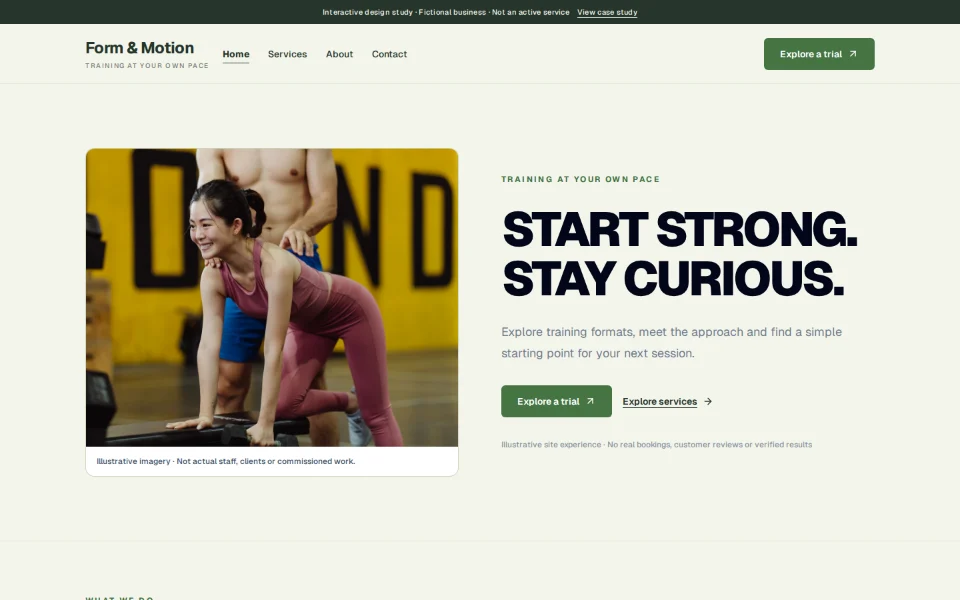 Interactive design study · Fictional business · Not an active service View case study
Form & Motion
TRAINING AT YOUR OWN PACE
Home Services About Contact
Explore a trial ↗
OND
TRAINING AT YOUR OWN PACE
START STRONG.
STAY CURIOUS.
Explore training formats, meet the approach and find a simple
starting point for your next session.
Explore a trial ↗
Explore services →
Illustrative site experience · No real bookings, customer reviews or verified results
Illustrative imagery · Not actual staff, clients or commissioned work.